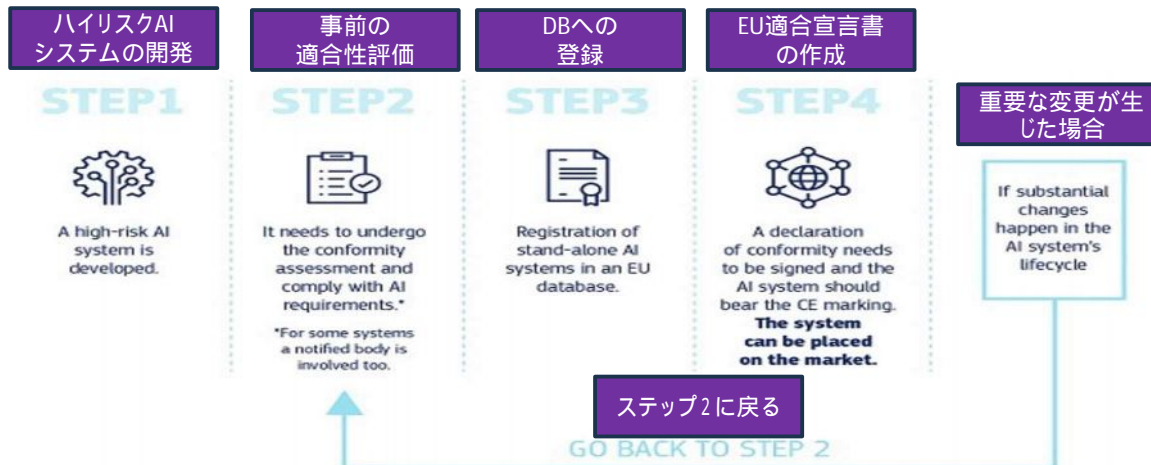 ハイリスクAI
システムの開発
事前の
適合性評価
DBへの
登録
EU適合宣言書
の作成
重要な変更が生
じた場合
STEP1
A high-risk AI
system is
developed.
STEP2
It needs to undergo
the conformity
assessment and
comply with AI
requirements.*
*For some systems
a notified body is
involved too.
STEP3
Registration of
stand-alone AI
systems in an EU
database.
STEP4
A declaration
of conformity needs
to be signed and the
AI system should
bear the CE marking.
The system
can be placed
on the market.
If substantial
changes
happen in the
AI system's
lifecycle
ステップ2に戻る
GO BACK TO STEP 2